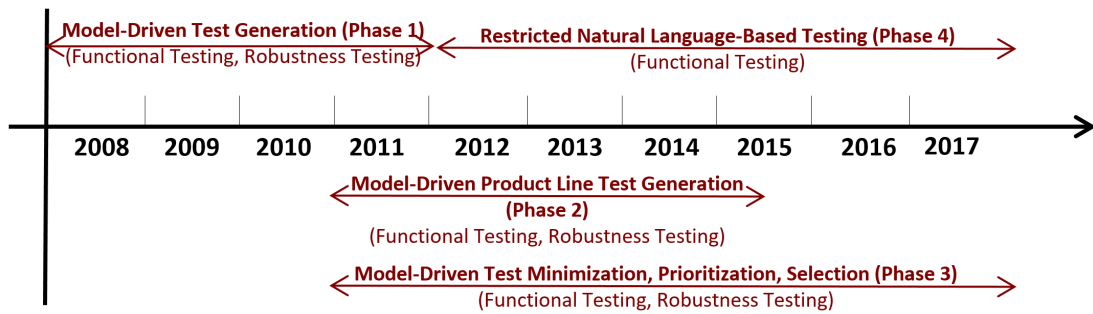 Model-Driven Test Generation (Phase 1)
(Functional Testing, Robustness Testing)
Restricted Natural Language-Based Testing (Phase 4)
(Functional Testing)
2008 2009 2010 2011 2012 2013 2014 2015 2016 2017
Model-Driven Product Line Test Generation
(Phase 2)
(Functional Testing, Robustness Testing)
Model-Driven Test Minimization, Prioritization, Selection (Phase 3)
(Functional Testing, Robustness Testing)